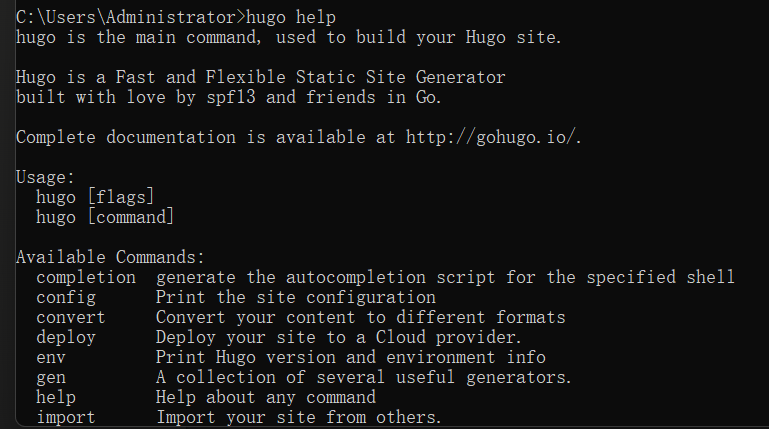 C:\Users\Administrator>hugo help
hugo is the main command, used to build your Hugo site.
Hugo is a Fast and Flexible Static Site Generator
built with love by spf13 and friends in Go.
Complete documentation is available at http://gohugo.io/.
Usage:
hugo [flags]
hugo [command]
Available Commands:
completion generate the autocompletion script for the specified shell
config Print the site configuration
convert Convert your content to different formats
deploy Deploy your site to a Cloud provider.
env Print Hugo version and environment info
gen A collection of several useful generators.
help Help about any command
import Import your site from others.